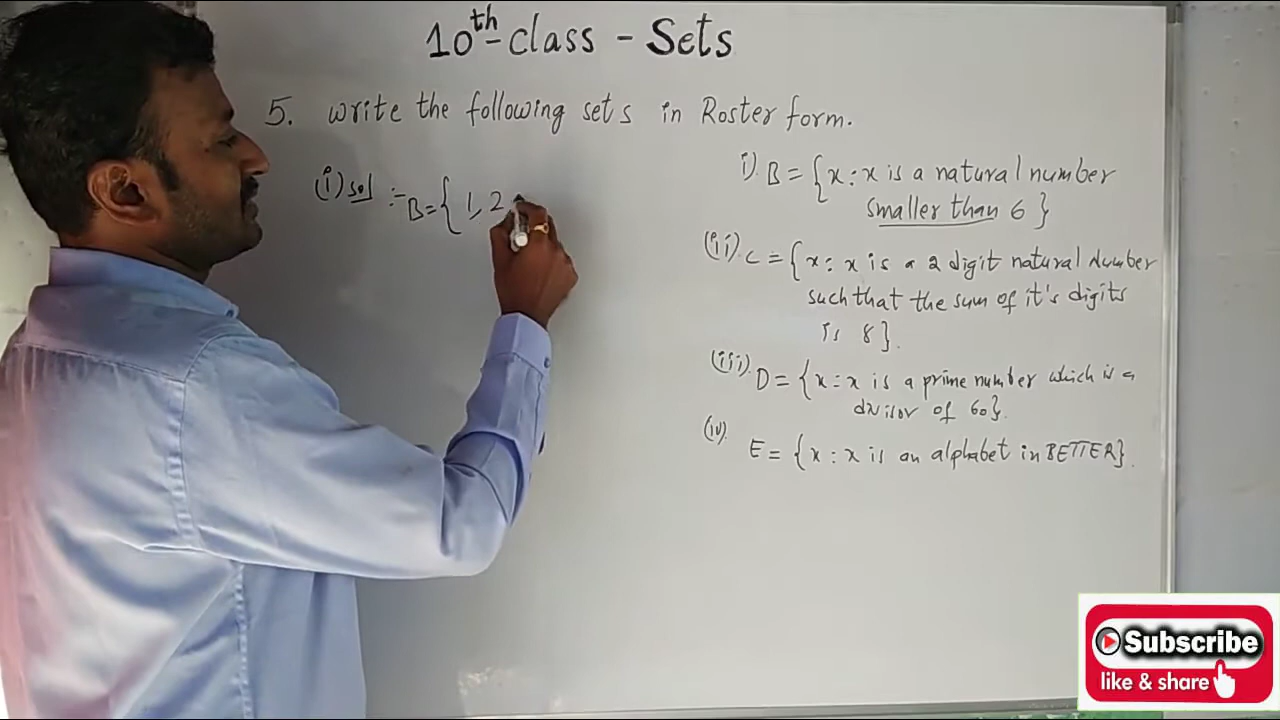 10th class - Sets
5. write the following sets in Roster form.
(i) sol :- B = { 1, 2
i) B = {x : x is a natural number
smaller than 6 }
(ii) C = {x : x is a 2 digit natural number
such that the sum of it's digits
is 8}.
(iii) D = {x : x is a prime number which is a
divisor of 60}.
(iv) E = {x : x is an alphabet in BETTER}.
Subscribe
like & share